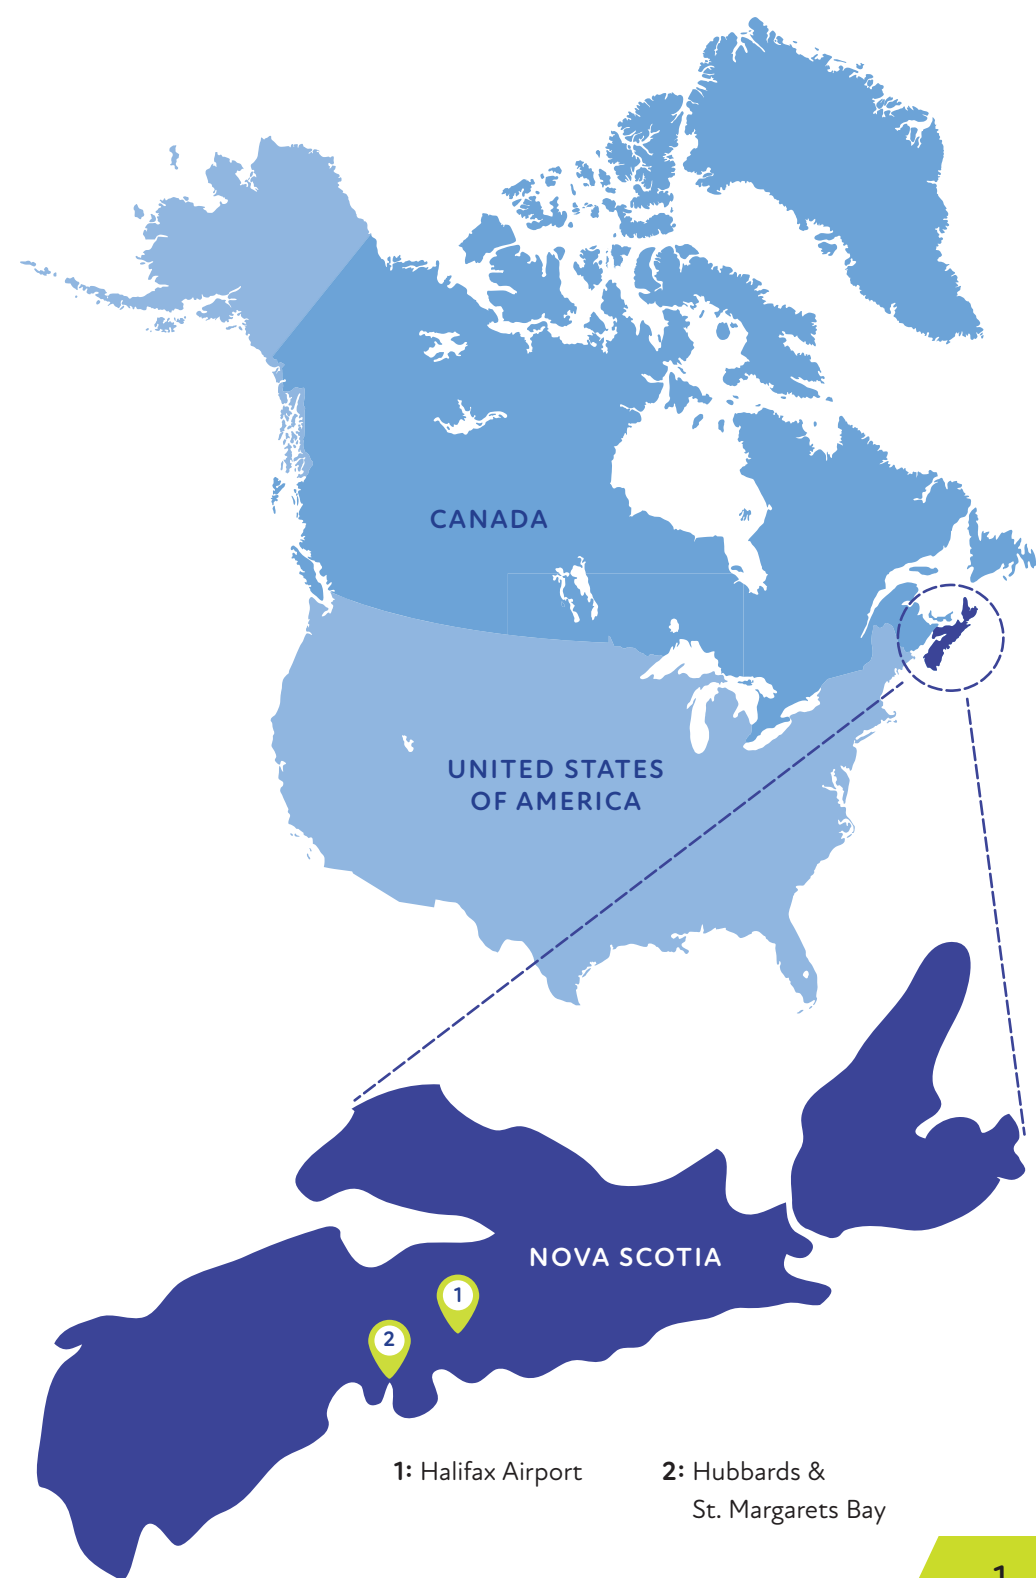 CANADA
UNITED STATES
OF AMERICA
NOVA SCOTIA
1
2
1: Halifax Airport
2: Hubbards &
St. Margarets Bay
1